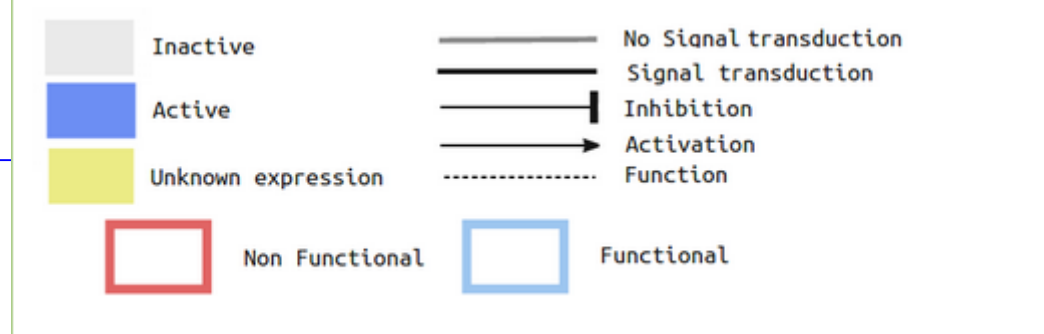 Inactive
No Signal transduction
Signal transduction
Active
Inhibition
Activation
Unknown expression
Function
Non Functional
Functional